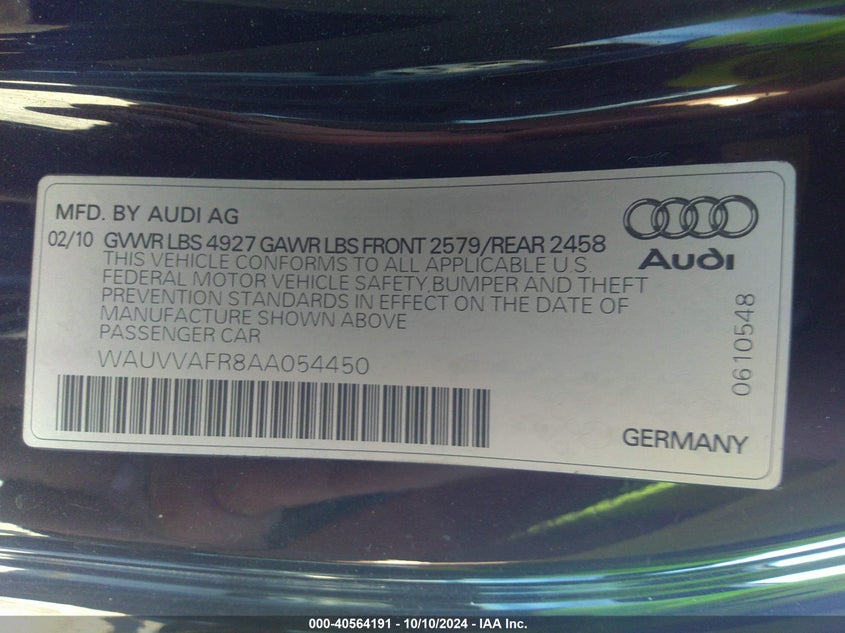 MFD. BY AUDI AG
02/10 GVWR LBS 4927 GAWR LBS FRONT 2579/REAR 2458
THIS VEHICLE CONFORMS TO ALL APPLICABLE U.S.
FEDERAL MOTOR VEHICLE SAFETY,BUMPER AND THEFT
PREVENTION STANDARDS IN EFFECT ON THE DATE OF
MANUFACTURE SHOWN ABOVE
PASSENGER CAR
WAUVVAFR8AA054450
Audi
0610548
GERMANY
000-40564191 - 10/10/2024 - IAA Inc.